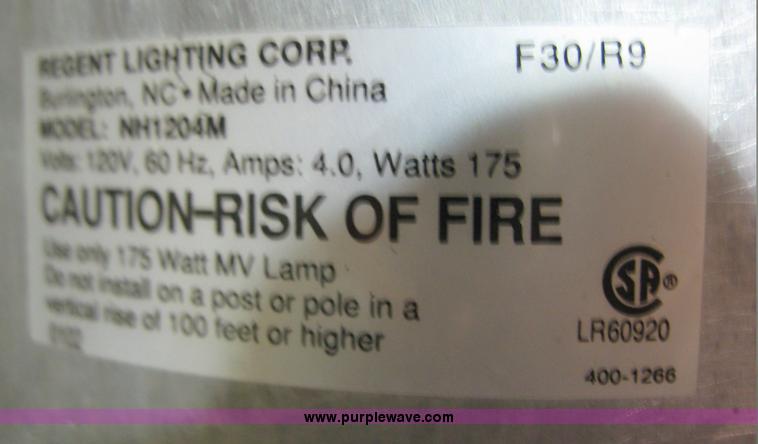 REGENT LIGHTING CORP.
F30/R9
Burlington, NC • Made in China
MODEL: NH1204M
Volts: 120V, 60 Hz, Amps: 4.0, Watts 175
CAUTION–RISK OF FIRE
Use only 175 Watt MV Lamp
Do not install on a post or pole in a
vertical rise of 100 feet or higher
SA®
LR60920
400-1266
www.purplewave.com